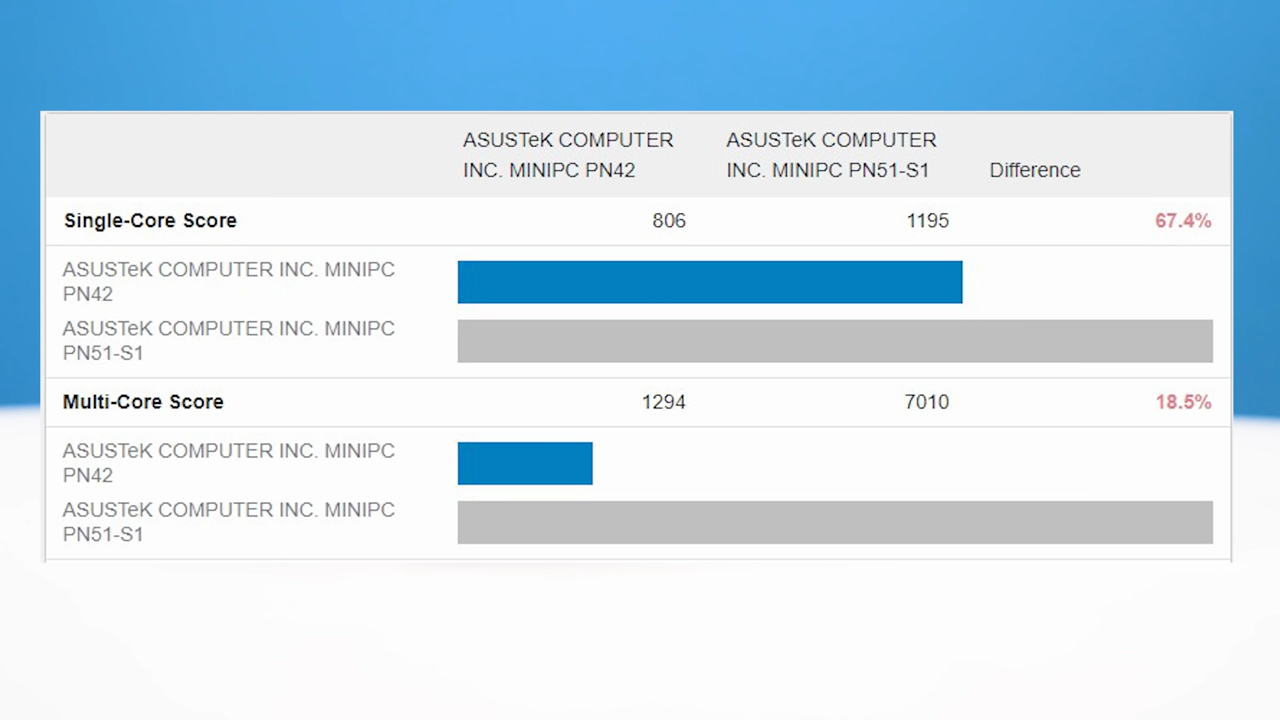 ASUSTeK COMPUTER
INC. MINIPC PN42
ASUSTeK COMPUTER
INC. MINIPC PN51-S1
Difference
Single-Core Score 806 1195 67.4%
ASUSTeK COMPUTER INC. MINIPC
PN42
ASUSTeK COMPUTER INC. MINIPC
PN51-S1
Multi-Core Score 1294 7010 18.5%
ASUSTeK COMPUTER INC. MINIPC
PN42
ASUSTeK COMPUTER INC. MINIPC
PN51-S1